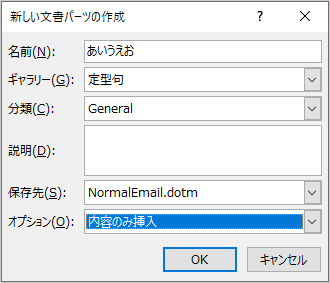 新しい文書パーツの作成 ? ×
名前(N): あいうえお
ギャラリー(G): 定型句
分類(C): General
説明(D):
保存先(S): NormalEmail.dotm
オプション(O): 内容のみ挿入
OK キャンセル